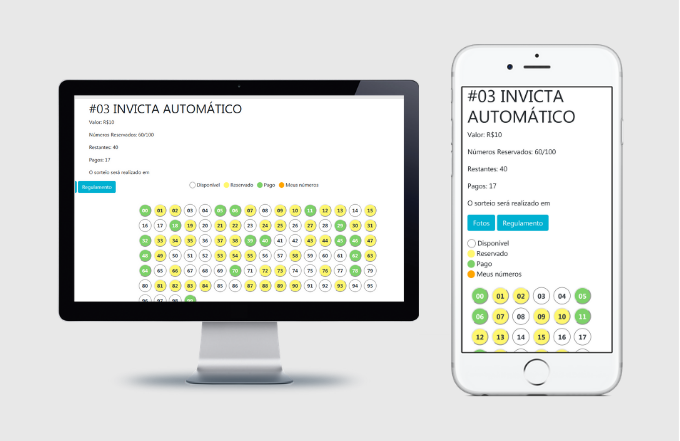 #03 INVICTA AUTOMÁTICO
Valor: R$10
Números Reservados: 60/100
Restantes: 40
Pagos: 17
O sorteio será realizado em
Regulamento
Disponível Reservado Pago Meus números
00 01 02 03 04 05 06 07 08 09 10 11 12 13 14 15
16 17 18 19 20 21 22 23 24 25 26 27 28 29 30 31
32 33 34 35 36 37 38 39 40 41 42 43 44 45 46 47
48 49 50 51 52 53 54 55 56 57 58 59 60 61 62 63
64 65 66 67 68 69 70 71 72 73 74 75 76 77 78 79
80 81 82 83 84 85 86 87 88 89 90 91 92 93 94 95
96 97 98 99
#03 INVICTA
AUTOMÁTICO
Valor: R$10
Números Reservados: 60/100
Restantes: 40
Pagos: 17
O sorteio será realizado em
Fotos Regulamento
Disponível
Reservado
Pago
Meus números
00 01 02 03 04 05
06 07 08 09 10 11
12 13 14 15 16 17